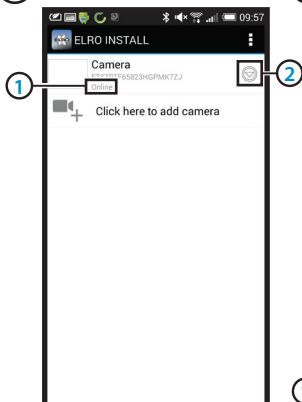 09:57
ELRO INSTALL
Camera
1
Online
2
Click here to add camera